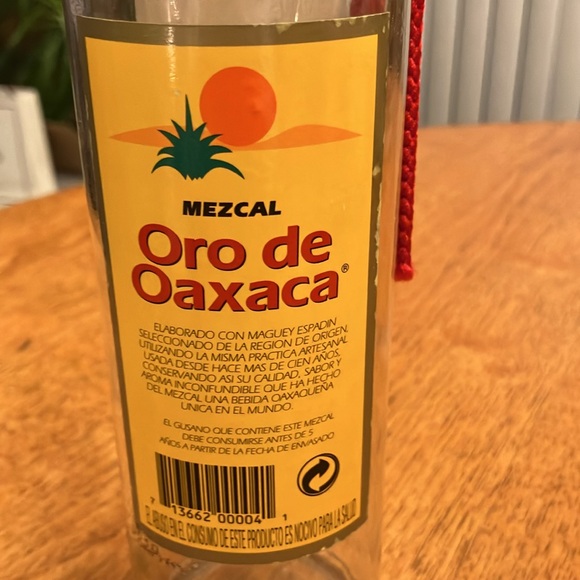 MEZCAL
Oro de
Oaxaca®
ELABORADO CON MAGUEY ESPADIN
SELECCIONADO DE LA REGION DE ORIGEN,
UTILIZANDO LA MISMA PRACTICA ARTESANAL
USADA DESDE HACE MAS DE CIEN AÑOS,
CONSERVANDO ASI SU CALIDAD, SABOR Y
AROMA INCONFUNDIBLE QUE HA HECHO
DEL MEZCAL UNA BEBIDA OAXAQUEÑA
UNICA EN EL MUNDO.
EL GUSANO QUE CONTIENE ESTE MEZCAL
DEBE CONSUMIRSE ANTES DE 5
AÑOS A PARTIR DE LA FECHA DE ENVASADO
7 13662 00004 1
EL ABUSO EN EL CONSUMO DE ESTE PRODUCTO ES NOCIVO PARA LA SALUD